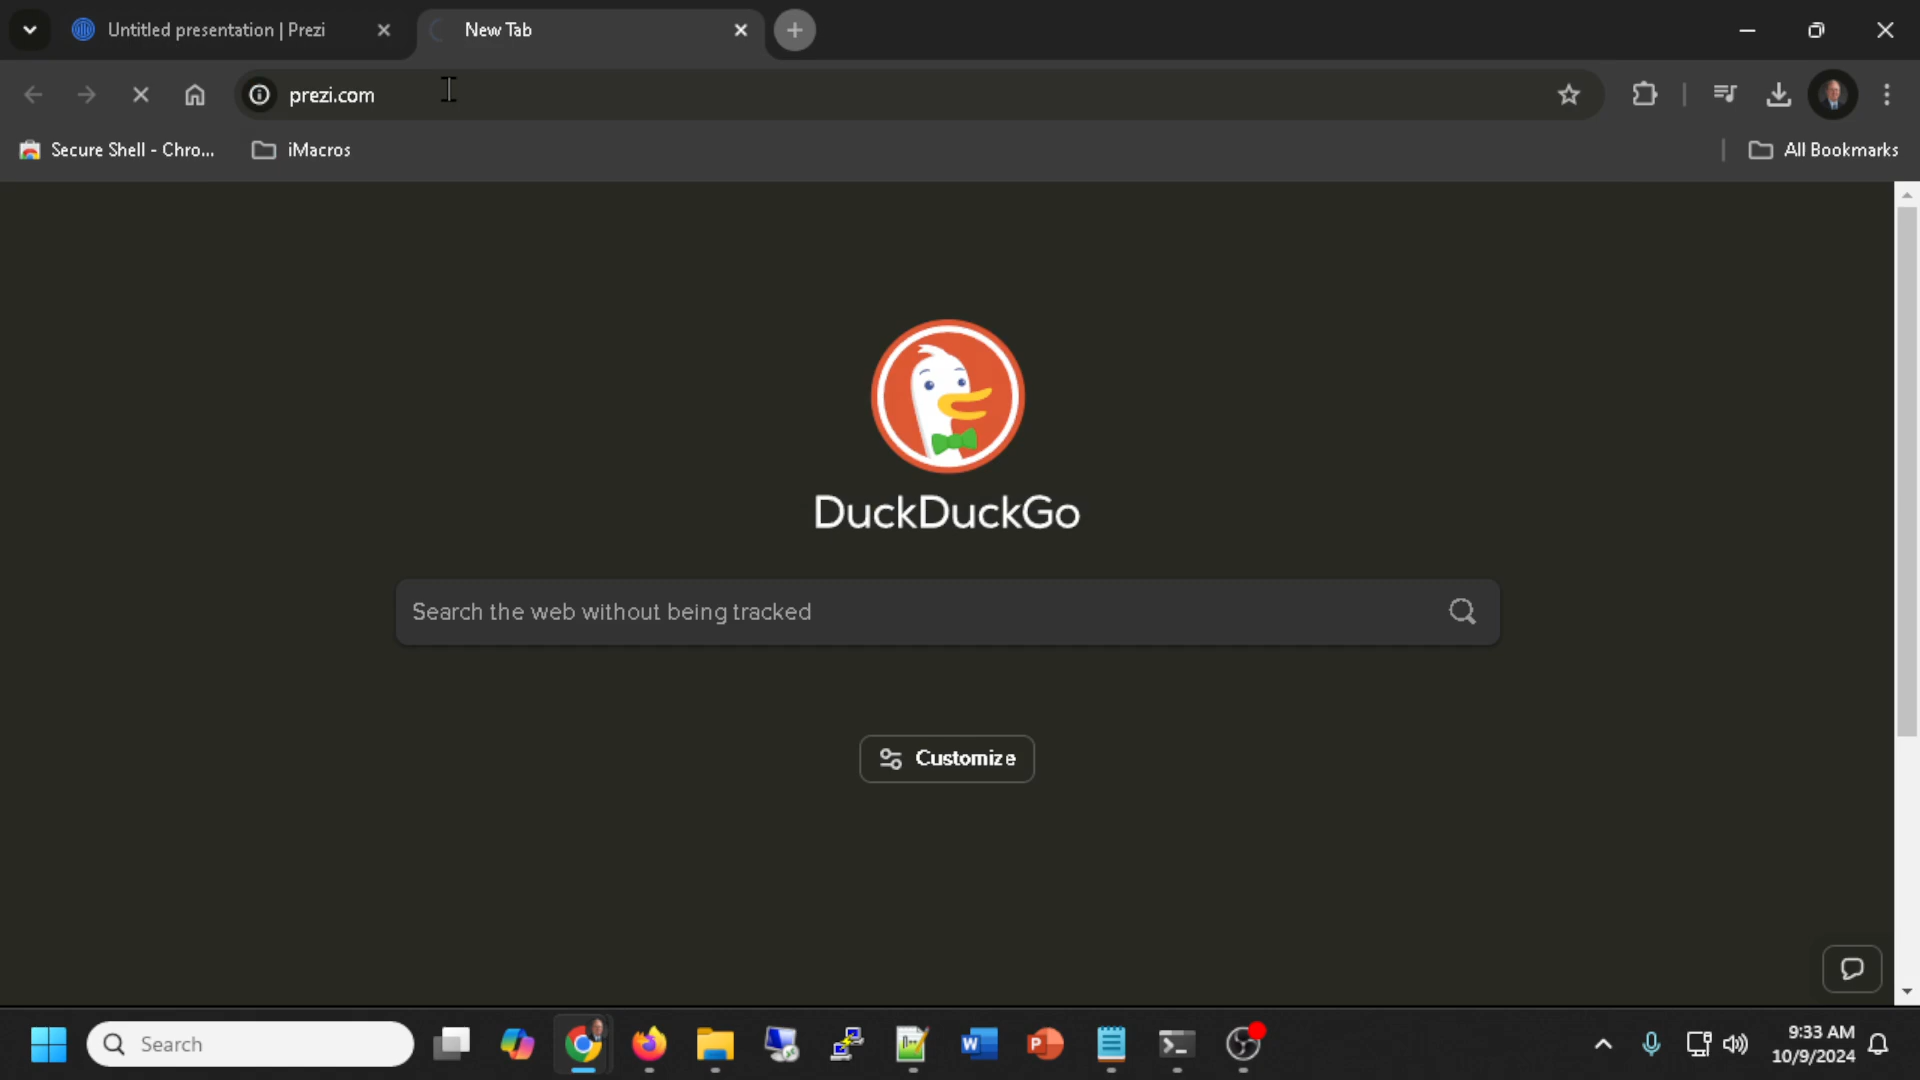 Untitled presentation | Prezi
New Tab
prezi.com
Secure Shell - Chro...
iMacros
All Bookmarks
DuckDuckGo
Search the web without being tracked
Customize
Search
9:33 AM
10/9/2024